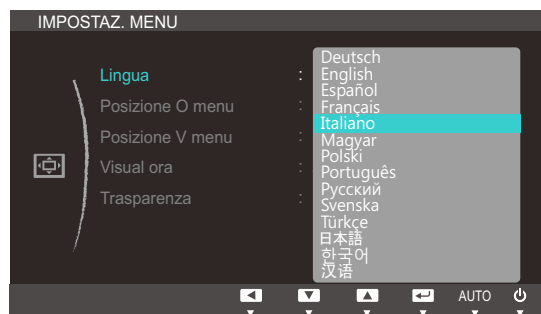 IMPOSTAZ. MENU
Lingua :
Posizione O menu :
Posizione V menu :
Visual ora :
Trasparenza :
Deutsch
English
Español
Français
Italiano
Magyar
Polski
Português
Русский
Svenska
Türkçe
日本語
한국어
汉语
AUTO